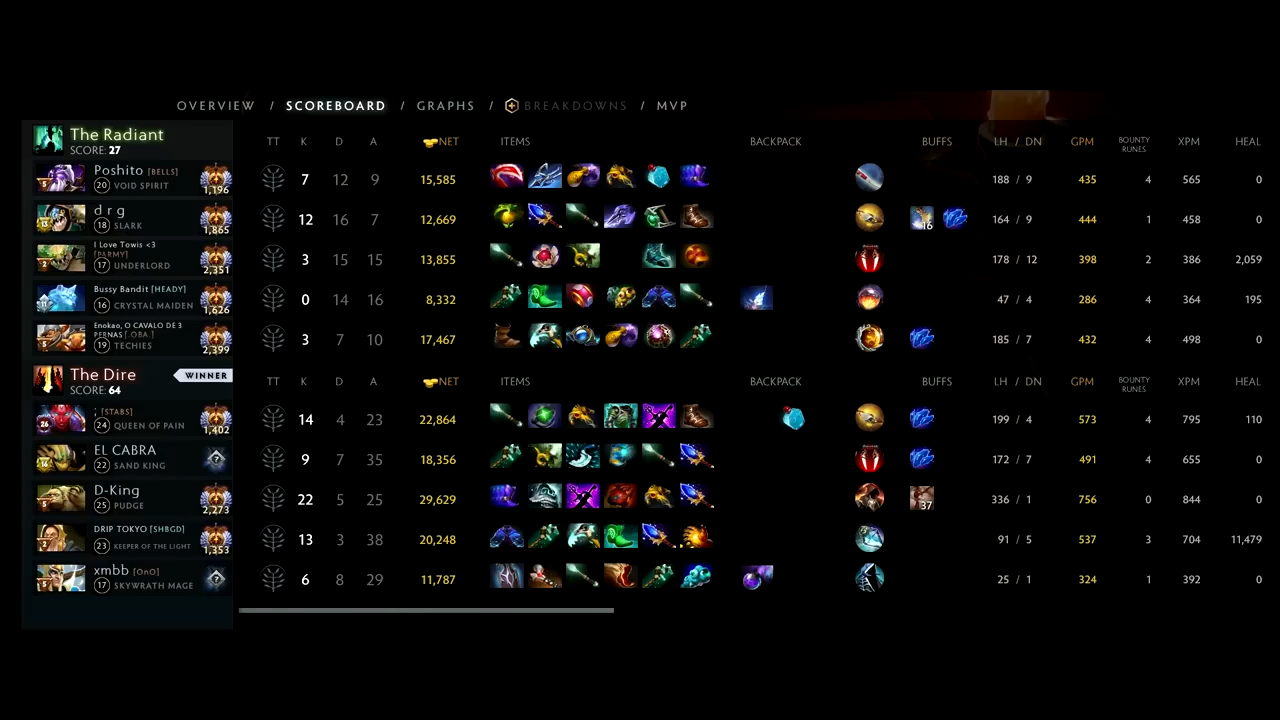 OVERVIEW / SCOREBOARD / GRAPHS / BREAKDOWNS / MVP
The Radiant
SCORE: 27
TT K D A NET ITEMS BACKPACK BUFFS LH / DN GPM BOUNTY RUNES XPM HEAL
Poshito [BELLS]
5 20 VOID SPIRIT 1,196 7 12 9 15,585 188 / 9 435 4 565 0
d r g
18 SLARK 1,865 12 16 7 12,669 16 164 / 9 444 1 458 0
I Love Towis <3
[PARMY]
17 UNDERLORD 2,351 3 15 15 13,855 178 / 12 398 2 386 2,059
Bussy Bandit [HEADY]
16 CRYSTAL MAIDEN 1,626 0 14 16 8,332 47 / 4 286 4 364 195
Enokao, O CAVALO DE 3
PERNAS [.OBA.]
5 19 TECHIES 2,399 3 7 10 17,467 185 / 7 432 4 498 0
The Dire WINNER
SCORE: 64
TT K D A NET ITEMS BACKPACK BUFFS LH / DN GPM BOUNTY RUNES XPM HEAL
; [STABS]
26 24 QUEEN OF PAIN 1,402 14 4 23 22,864 199 / 4 573 4 795 110
EL CABRA
16 22 SAND KING ? 9 7 35 18,356 172 / 7 491 4 655 0
D-King
5 25 PUDGE 2,273 22 5 25 29,629 37 336 / 1 756 0 844 0
DRIP TOKYO [SHBGD]
2 23 KEEPER OF THE LIGHT 1,353 13 3 38 20,248 91 / 5 537 3 704 11,479
xmbb [OnO]
17 SKYWRATH MAGE ? 6 8 29 11,787 25 / 1 324 1 392 0